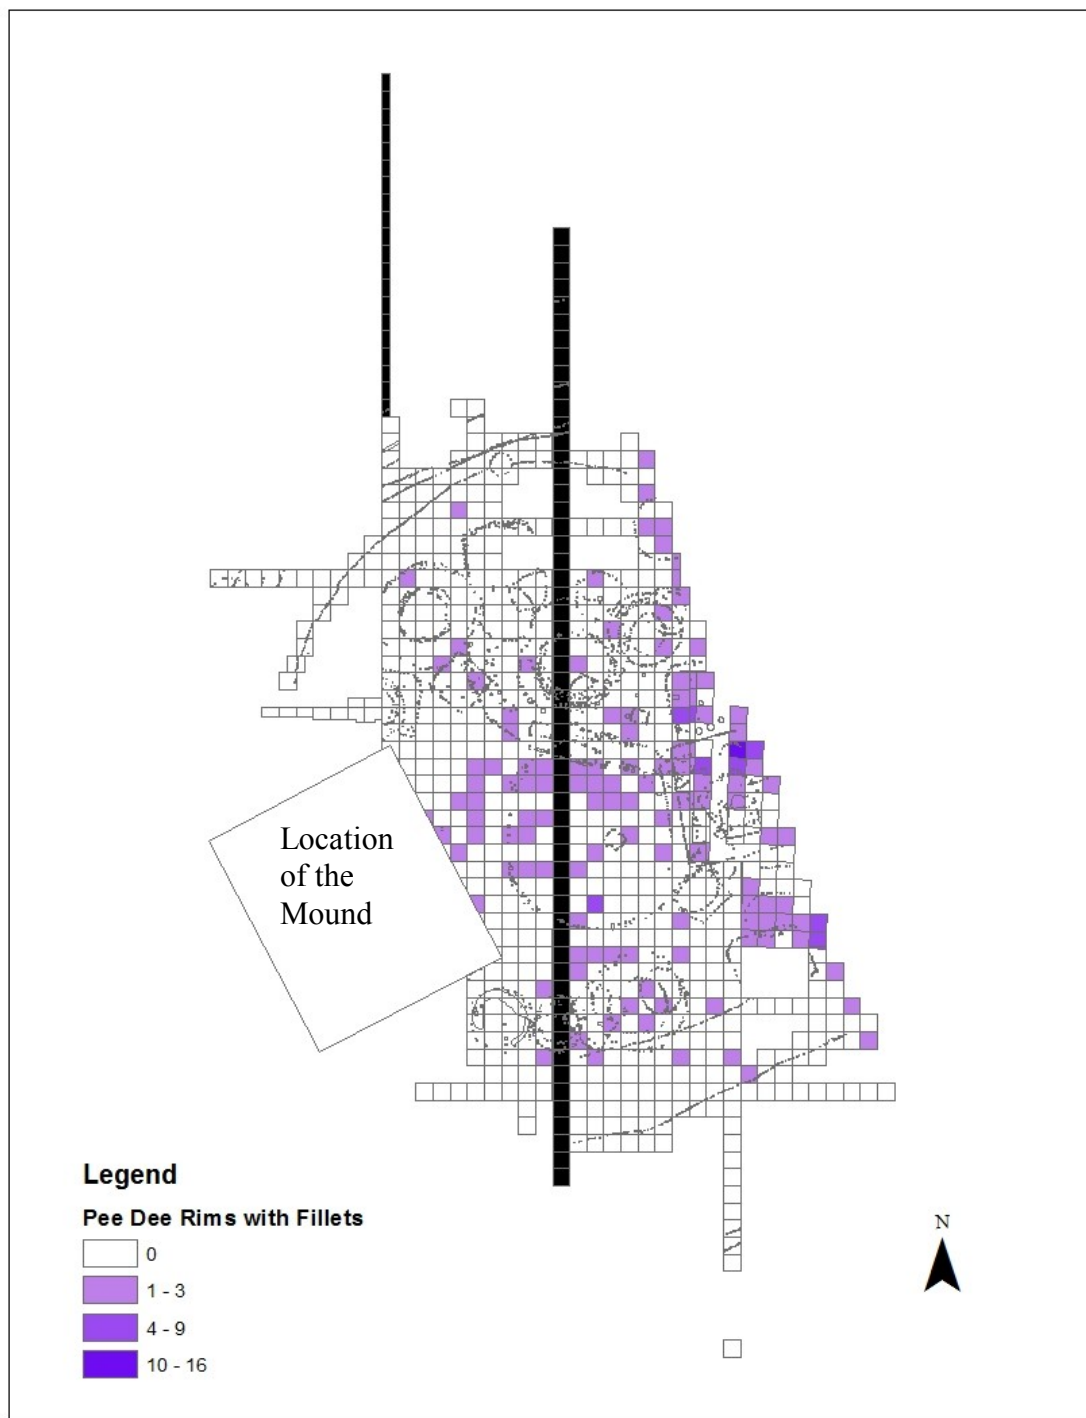 Location
of the
Mound
Legend
Pee Dee Rims with Fillets
0
1 - 3
4 - 9
10 - 16
N